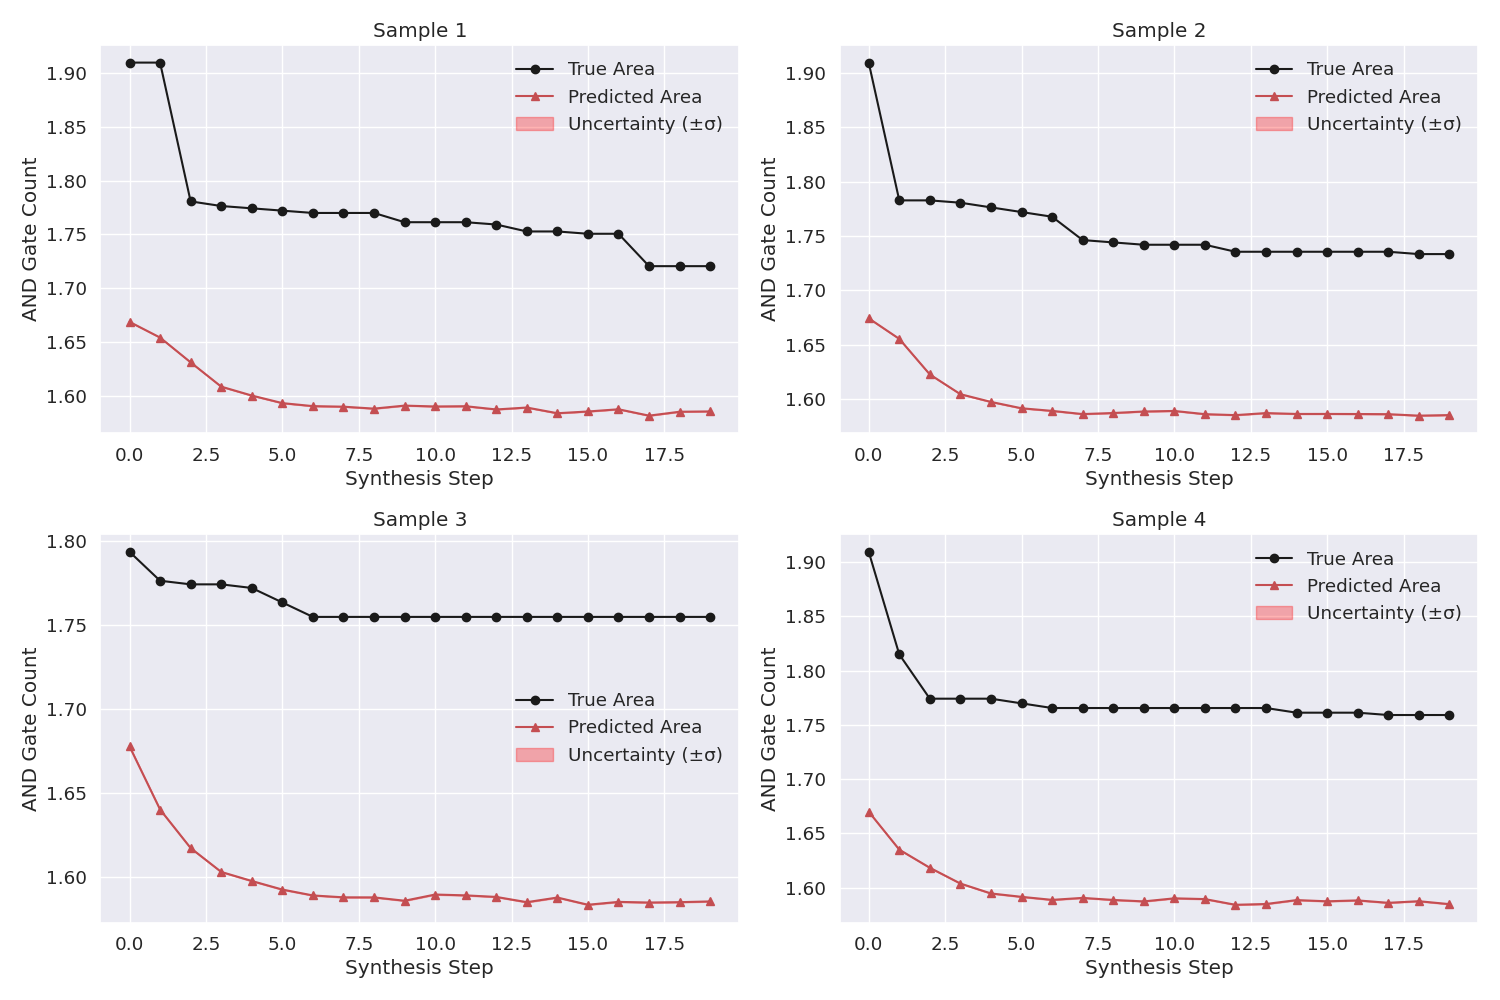 Sample 1
True Area
Predicted Area
Uncertainty (±σ)
AND Gate Count
1.90
1.85
1.80
1.75
1.70
1.65
1.60
0.0 2.5 5.0 7.5 10.0 12.5 15.0 17.5
Synthesis Step
Sample 2
True Area
Predicted Area
Uncertainty (±σ)
AND Gate Count
1.90
1.85
1.80
1.75
1.70
1.65
1.60
0.0 2.5 5.0 7.5 10.0 12.5 15.0 17.5
Synthesis Step
Sample 3
True Area
Predicted Area
Uncertainty (±σ)
AND Gate Count
1.80
1.75
1.70
1.65
1.60
0.0 2.5 5.0 7.5 10.0 12.5 15.0 17.5
Synthesis Step
Sample 4
True Area
Predicted Area
Uncertainty (±σ)
AND Gate Count
1.90
1.85
1.80
1.75
1.70
1.65
1.60
0.0 2.5 5.0 7.5 10.0 12.5 15.0 17.5
Synthesis Step